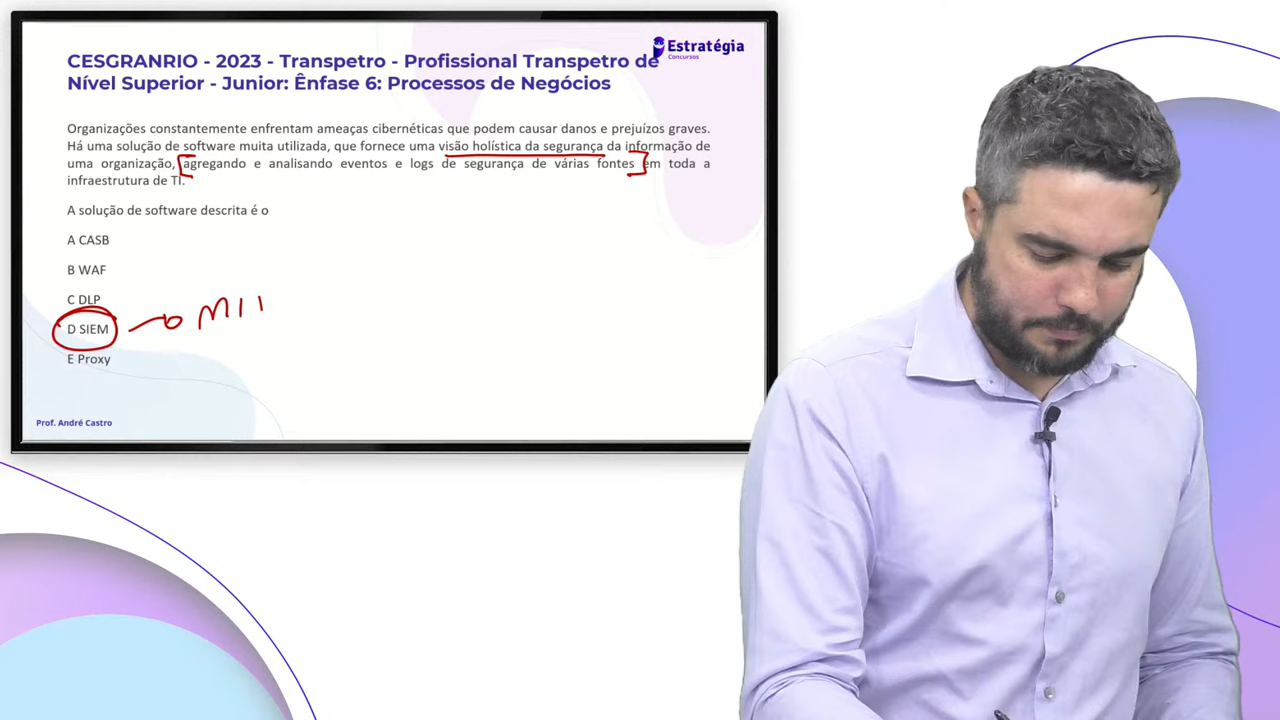 CESGRANRIO - 2023 - Transpetro - Profissional Transpetro de
Nível Superior - Junior: Ênfase 6: Processos de Negócios
Estratégia
Concursos
Organizações constantemente enfrentam ameaças cibernéticas que podem causar danos e prejuízos graves.
Há uma solução de software muita utilizada, que fornece uma visão holística da segurança da informação de
uma organização, agregando e analisando eventos e logs de segurança de várias fontes em toda a
infraestrutura de TI.
A solução de software descrita é o
A CASB
B WAF
C DLP
D SIEM
E Proxy
Prof. André Castro